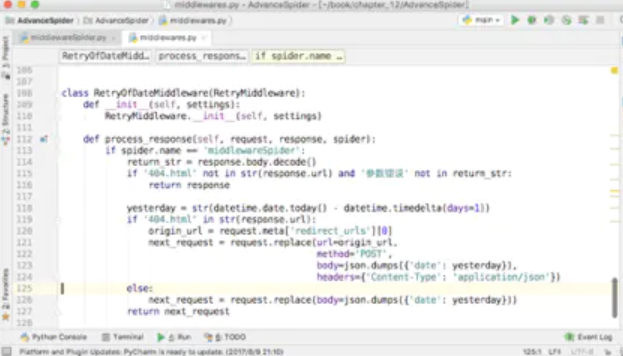 middlewares.py - AdvanceSpider - [~/book/chapter_12/AdvanceSpider]
AdvanceSpider AdvanceSpider middlewares.py main
middlewareSpider.py middlewares.py
RetryOfDateMidd… process_respons… if spider.name …
1: Project
2: Structure
2: Favorites
106
107
108 class RetryOfDateMiddleware(RetryMiddleware):
109 def __init__(self, settings):
110 RetryMiddleware.__init__(self, settings)
111
112 def process_response(self, request, response, spider):
113 if spider.name == 'middlewareSpider':
114 return_str = response.body.decode()
115 if '404.html' not in str(response.url) and '参数错误' not in return_str:
116 return response
117
118 yesterday = str(datetime.date.today() - datetime.timedelta(days=1))
119 if '404.html' in str(response.url):
120 origin_url = request.meta['redirect_urls'][0]
121 next_request = request.replace(url=origin_url,
122 method='POST',
123 body=json.dumps({'date': yesterday}),
124 headers={'Content-Type': 'application/json'})
125 else:
126 next_request = request.replace(body=json.dumps({'date': yesterday}))
127 return next_request
128
Python Console Terminal 4: Run 6: TODO Event Log
Platform and Plugin Updates: PyCharm is ready to update. (2017/8/9 21:10) 125:1 LF÷ UTF-8